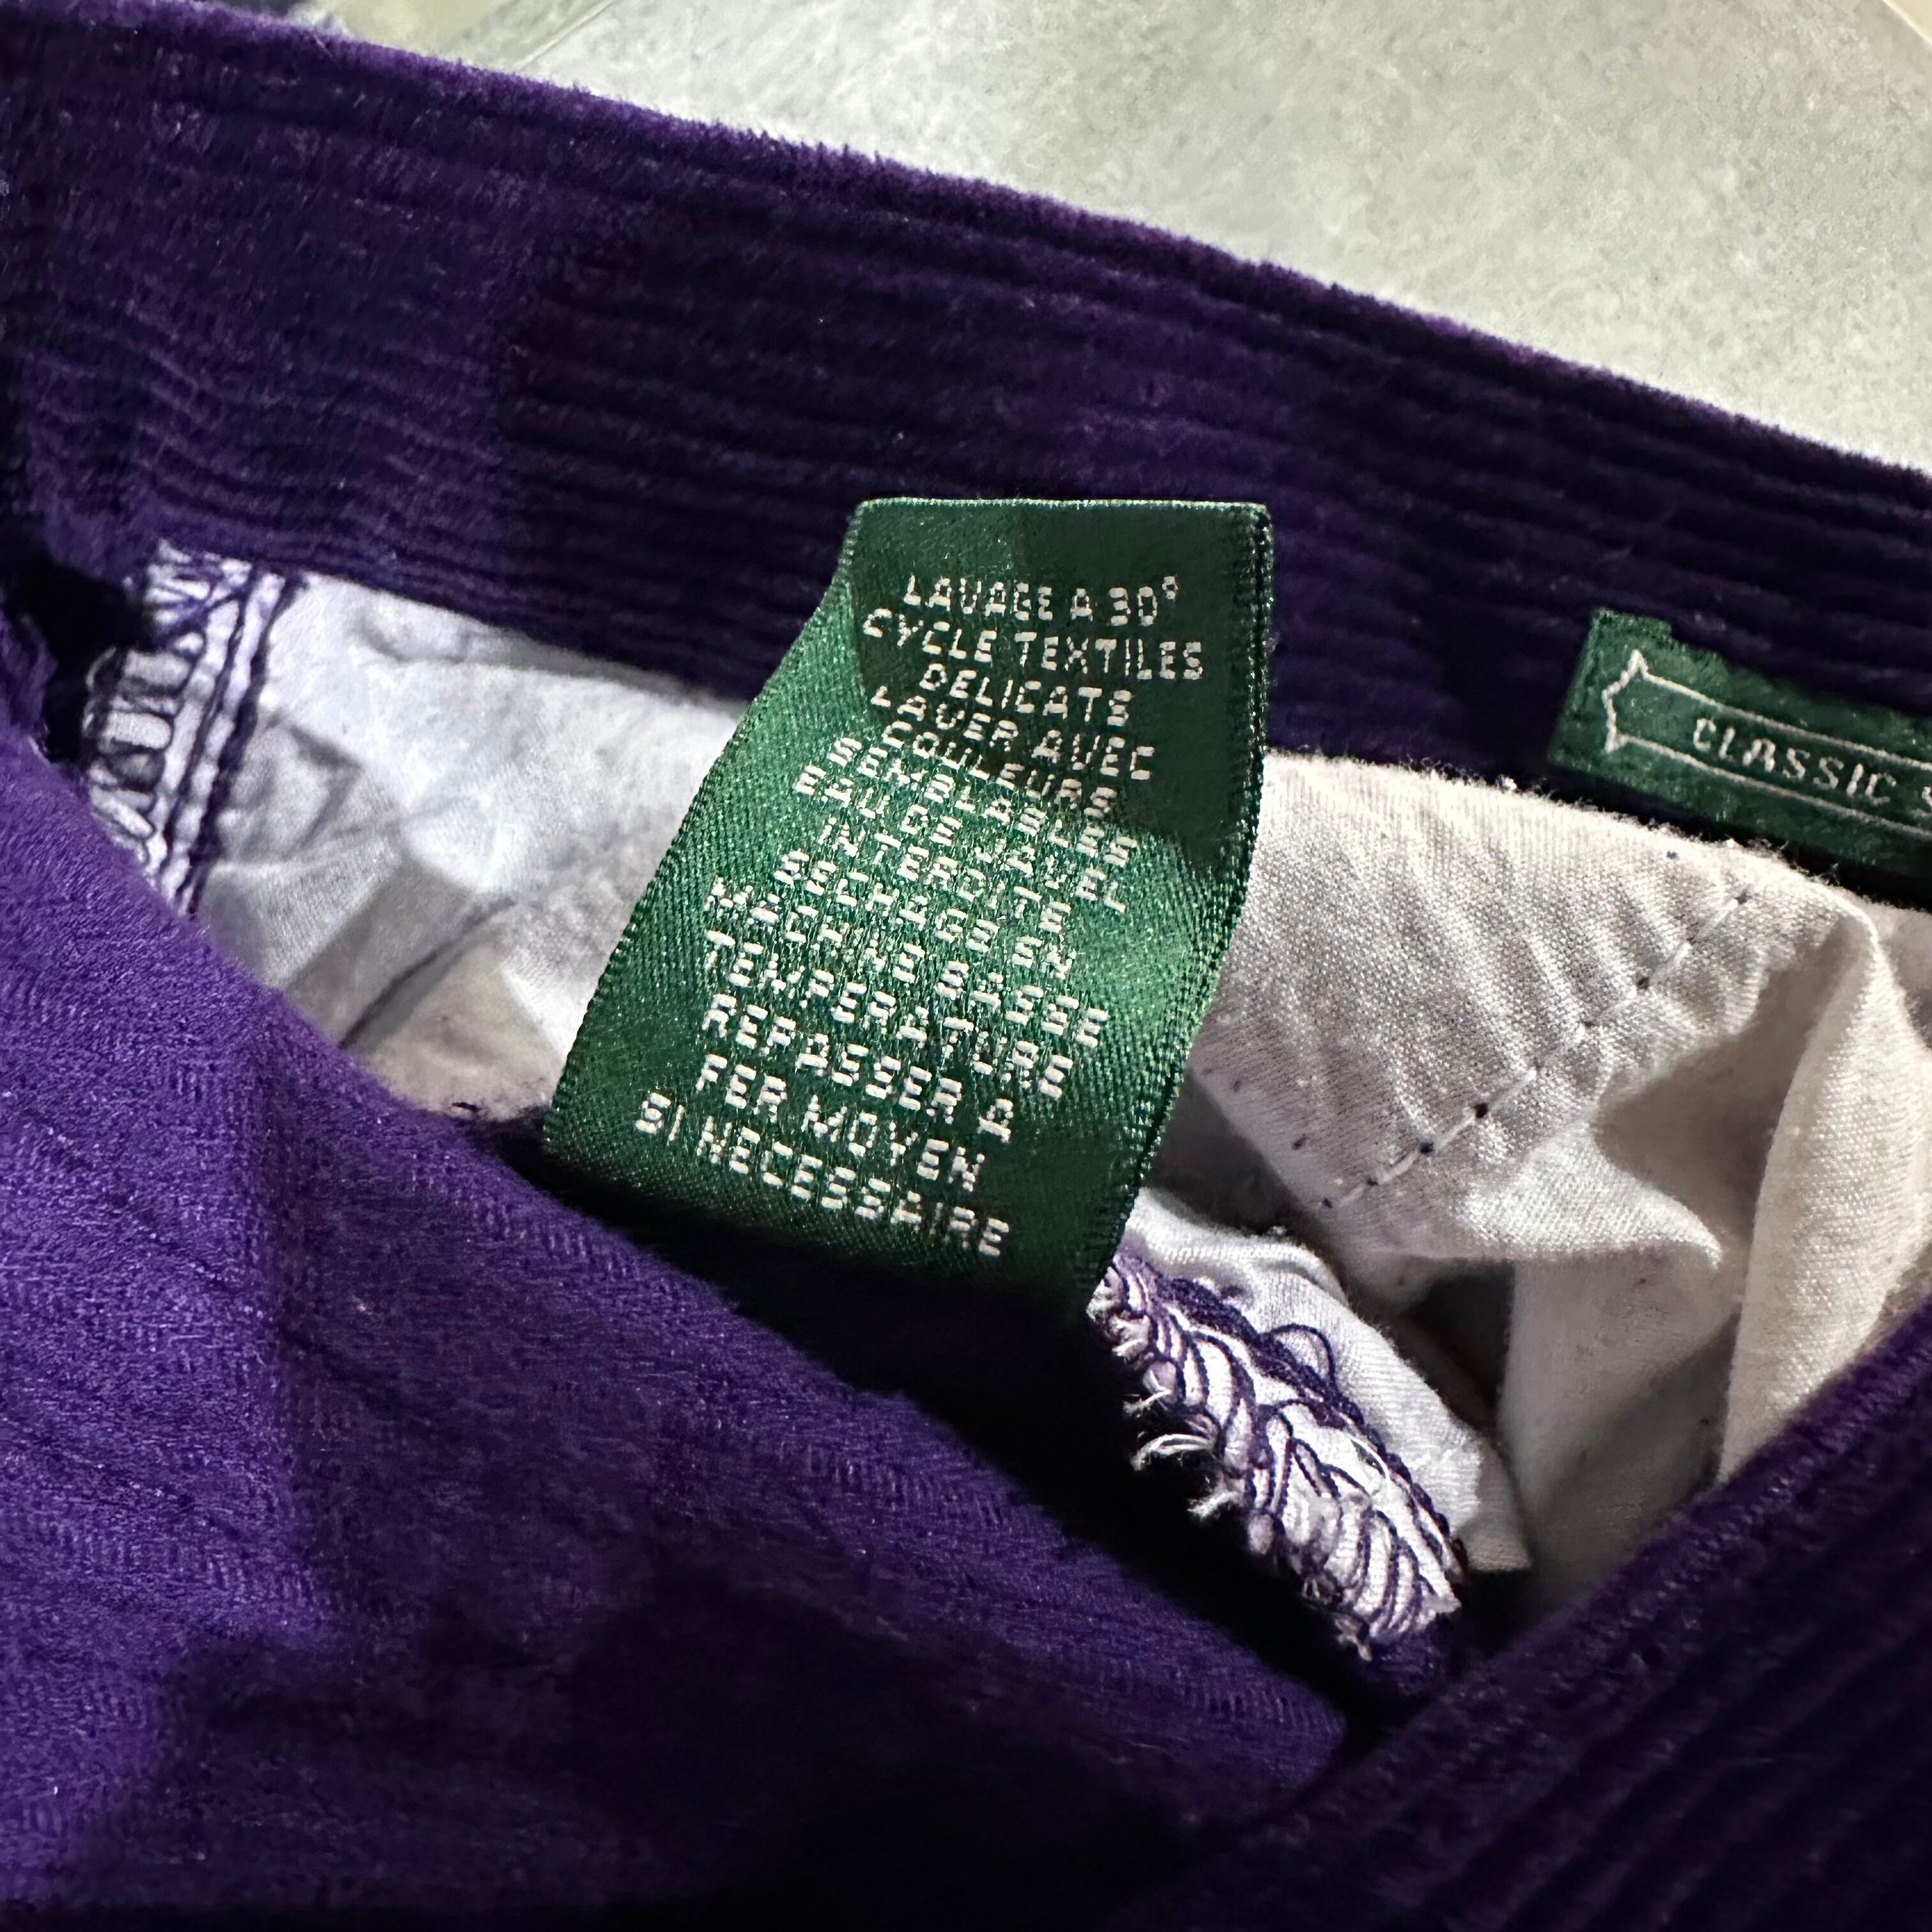 LAVAGE A 30°
CYCLE TEXTILES
DELICATS
LAVER AVEC
COULEURS
SEMBLABLES
EAU DE JAVEL
INTERDITE
SECHAGE EN
MACHINE BASSE
TEMPERATURE
REPASSER A
FER MOYEN
SI NECESSAIRE
CLASSIC